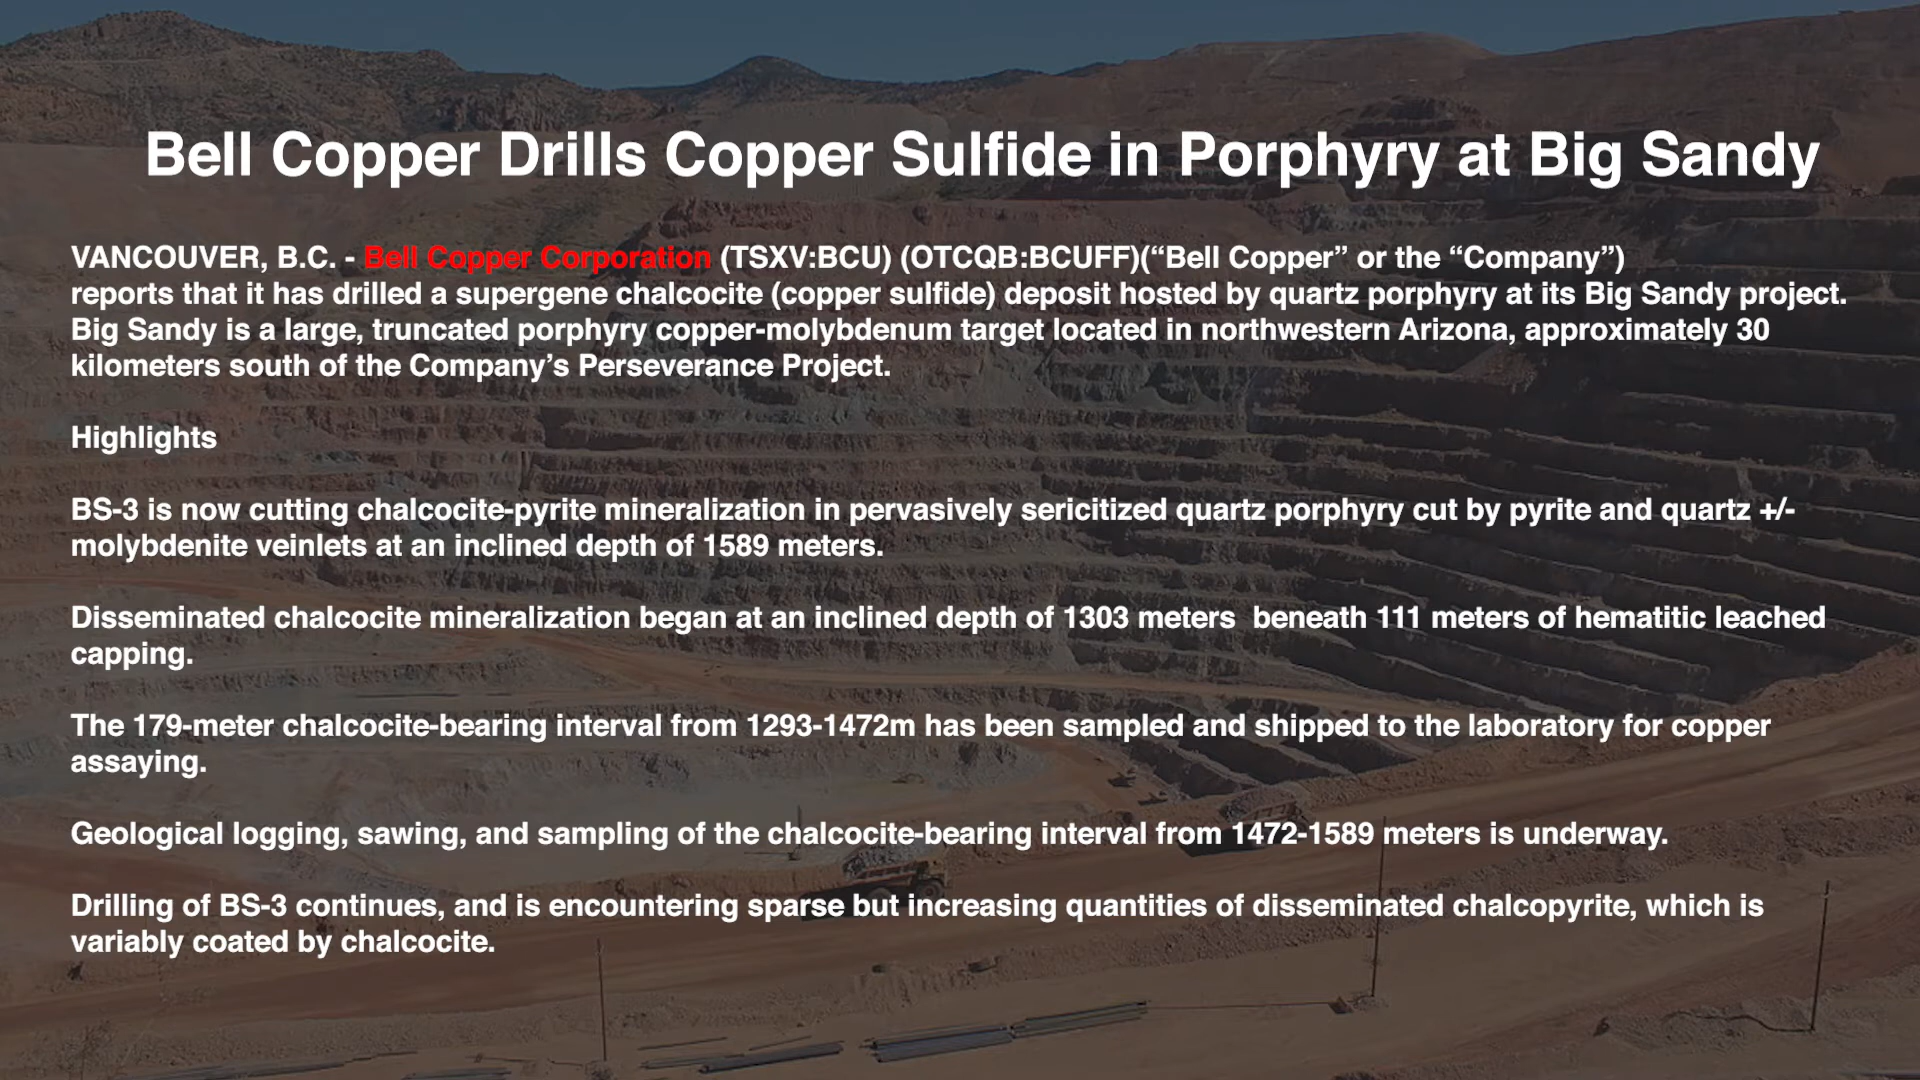 Bell Copper Drills Copper Sulfide in Porphyry at Big Sandy
VANCOUVER, B.C. - Bell Copper Corporation (TSXV:BCU) (OTCQB:BCUFF)(“Bell Copper” or the “Company”)
reports that it has drilled a supergene chalcocite (copper sulfide) deposit hosted by quartz porphyry at its Big Sandy project.
Big Sandy is a large, truncated porphyry copper-molybdenum target located in northwestern Arizona, approximately 30
kilometers south of the Company’s Perseverance Project.
Highlights
BS-3 is now cutting chalcocite-pyrite mineralization in pervasively sericitized quartz porphyry cut by pyrite and quartz +/-
molybdenite veinlets at an inclined depth of 1589 meters.
Disseminated chalcocite mineralization began at an inclined depth of 1303 meters  beneath 111 meters of hematitic leached
capping.
The 179-meter chalcocite-bearing interval from 1293-1472m has been sampled and shipped to the laboratory for copper
assaying.
Geological logging, sawing, and sampling of the chalcocite-bearing interval from 1472-1589 meters is underway.
Drilling of BS-3 continues, and is encountering sparse but increasing quantities of disseminated chalcopyrite, which is
variably coated by chalcocite.